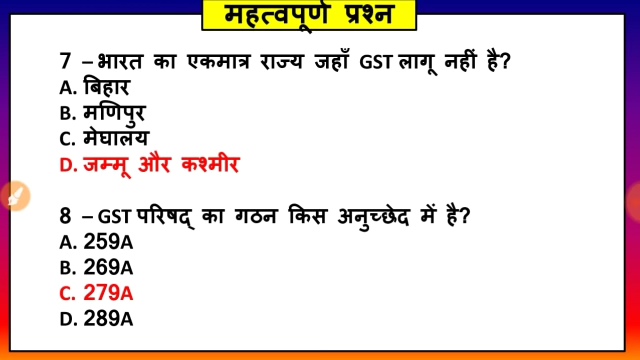 महत्वपूर्ण प्रश्न
7 – भारत का एकमात्र राज्य जहाँ GST लागू नहीं है?
A. बिहार
B. मणिपुर
C. मेघालय
D. जम्मू और कश्मीर
8 – GST परिषद् का गठन किस अनुच्छेद में है?
A. 259A
B. 269A
C. 279A
D. 289A